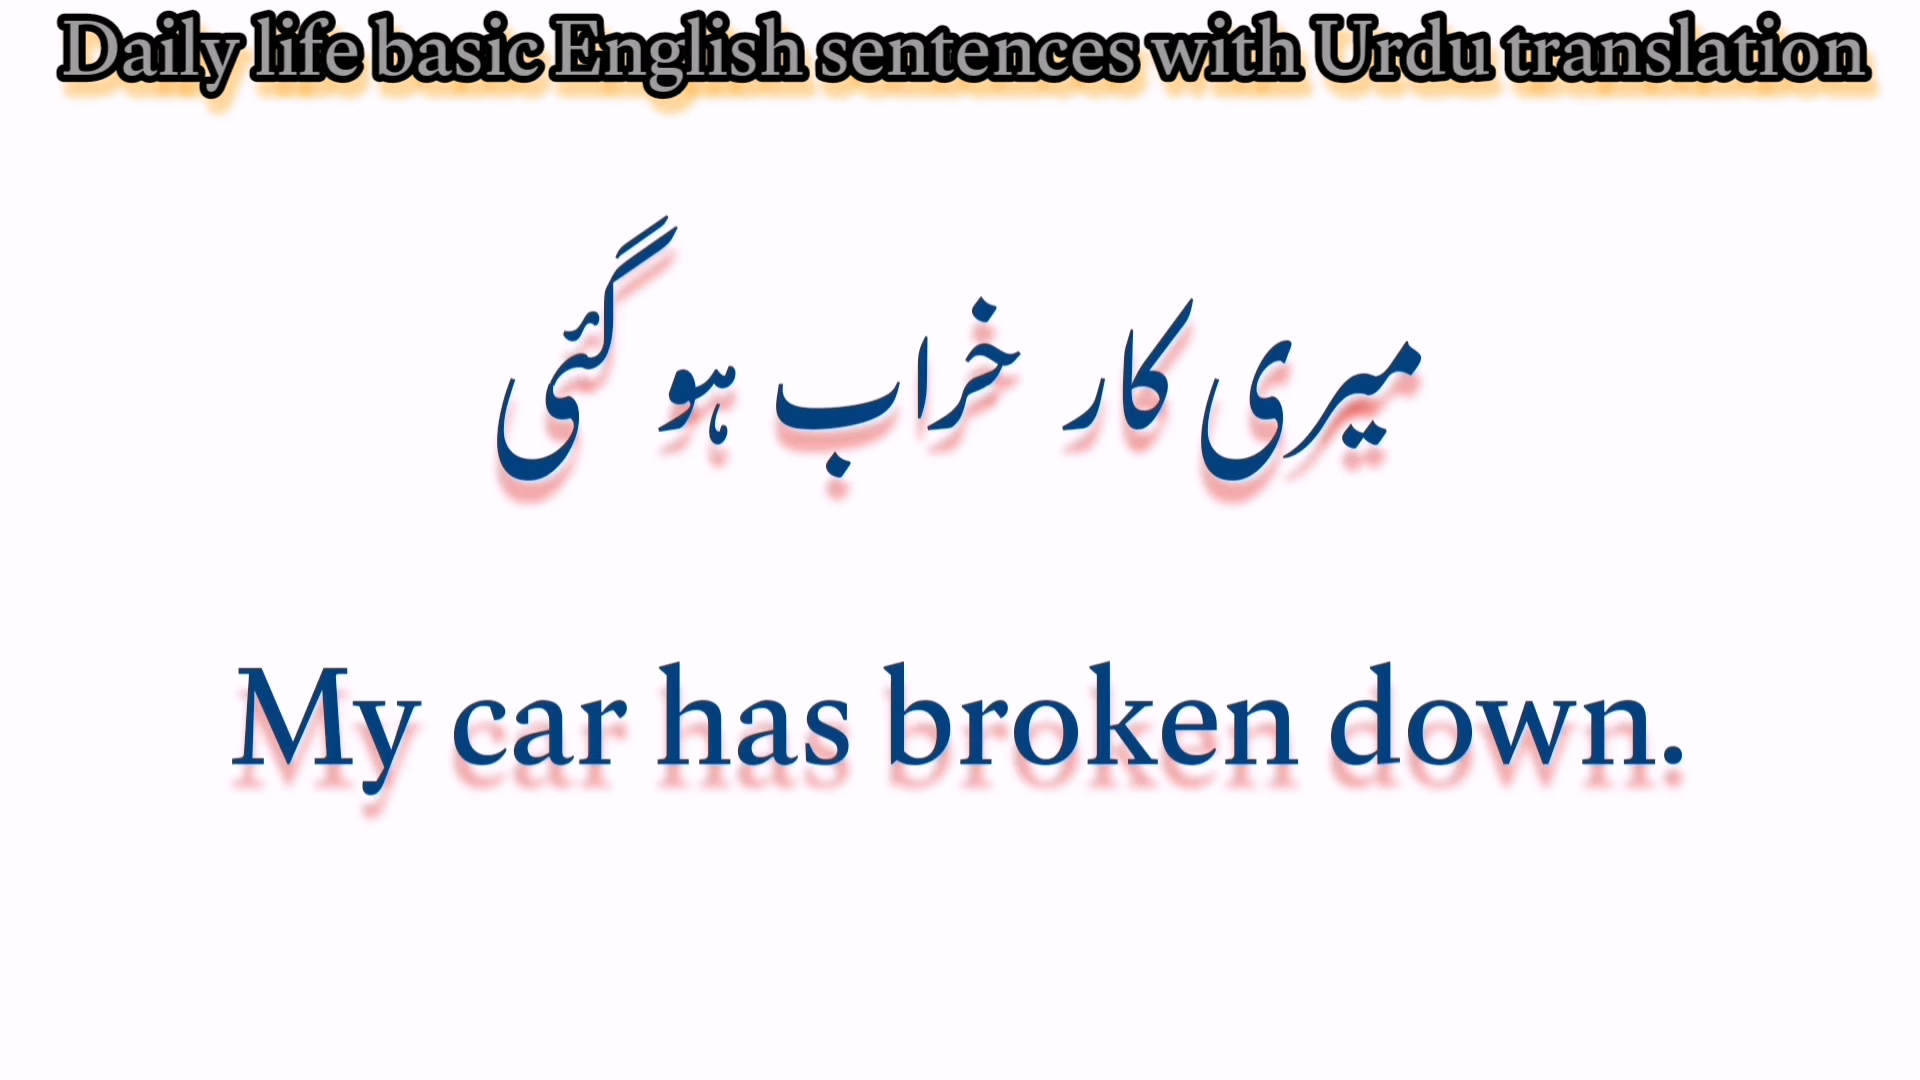 Daily life basic English sentences with Urdu translation
میری کار خراب ہو گئی
My car has broken down.